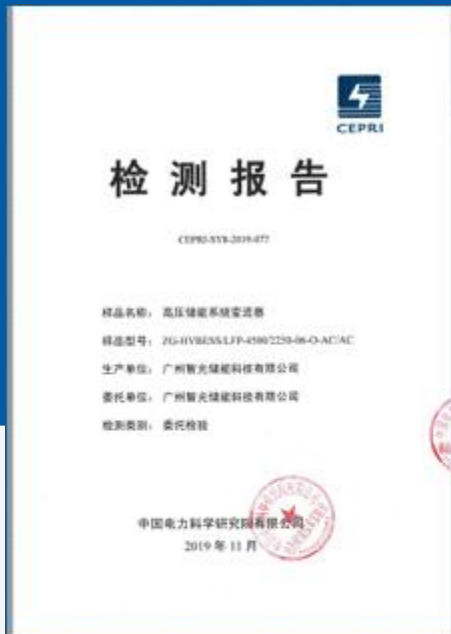 CEPRI
检测报告
CEPRI-SYS-2019-077
样品名称：高压储能系统变流器
样品型号：ZG-HVBESS/LFP-4500/2250-06-O-AC/AC
生产单位：广州智光储能科技有限公司
委托单位：广州智光储能科技有限公司
检测类别：委托检验
中国电力科学研究院有限公司
2019年11月